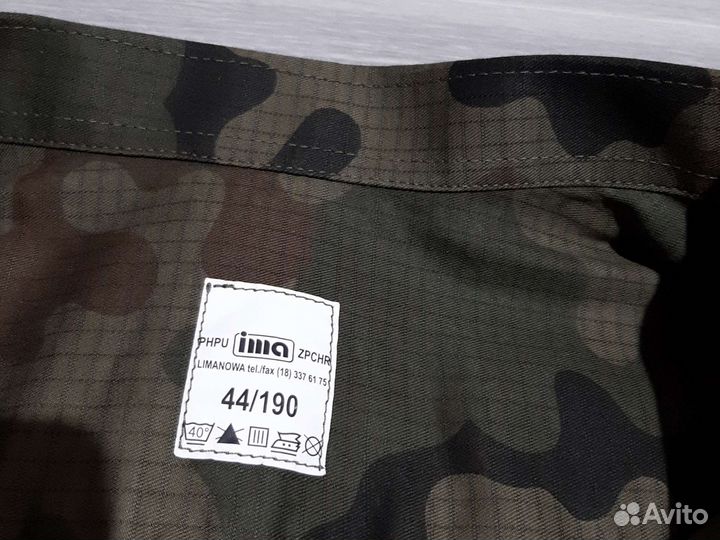 PHPU ima ZPCHR
LIMANOWA tel./fax (18) 337 61 75
44/190
40°
Avito